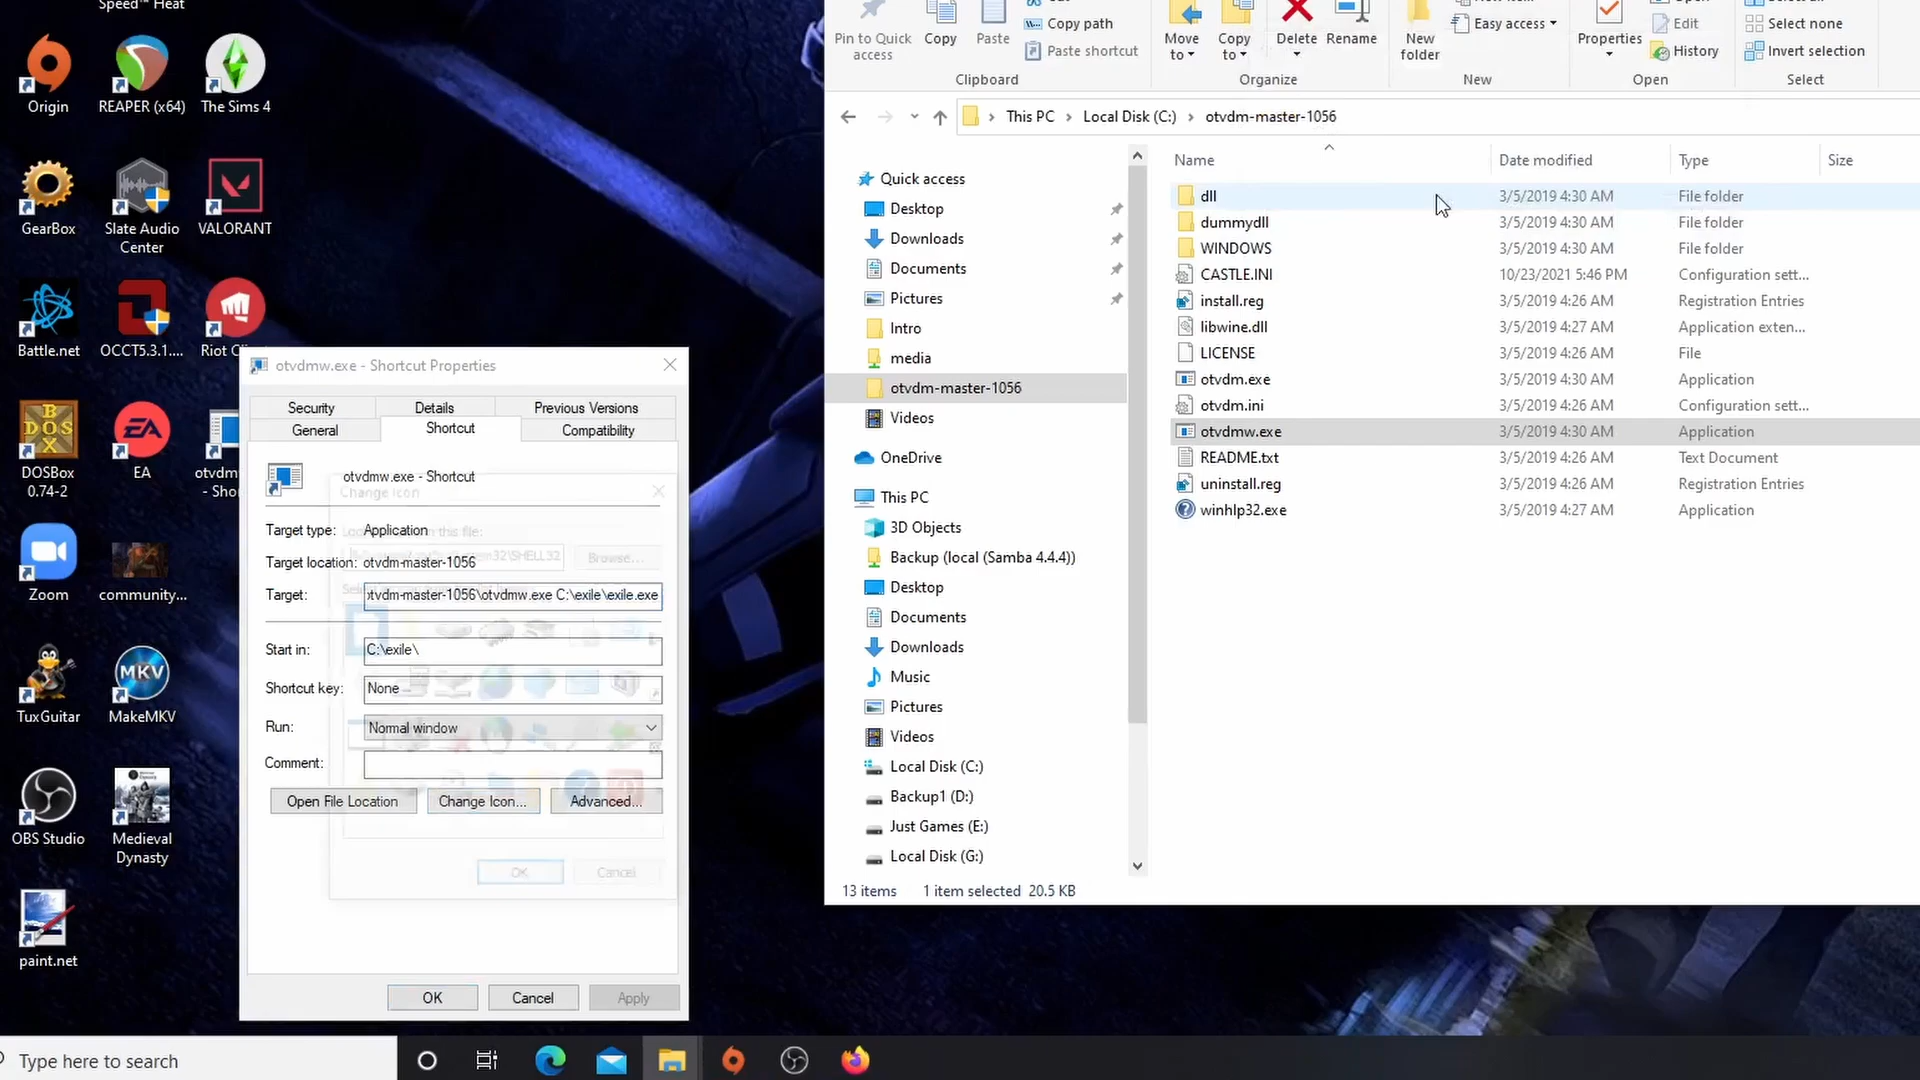 Speed™ Heat
Origin
REAPER (x64)
The Sims 4
GearBox
Slate Audio
Center
VALORANT
Battle.net
OCCT5.3.1....
Riot Cli
DOSBox
0.74-2
EA
otvdm
- Sho
Zoom
community...
TuxGuitar
MakeMKV
OBS Studio
Medieval
Dynasty
paint.net
otvdmw.exe - Shortcut Properties
Security
Details
Previous Versions
General
Shortcut
Compatibility
otvdmw.exe - Shortcut
Change Icon
Target type:
Application
this file:
Target location:
otvdm-master-1056
\SHELL32
Browse...
Target:
otvdm-master-1056\otvdmw.exe C:\exile\exile.exe
Start in:
C:\exile\
Shortcut key:
None
Run:
Normal window
Comment:
Open File Location
Change Icon...
Advanced...
OK
Cancel
OK
Cancel
Apply
Pin to Quick
access
Copy
Paste
Copy path
Paste shortcut
Clipboard
Move
to
Copy
to
Delete
Rename
Organize
New
folder
Easy access
New
Properties
Edit
History
Open
Select none
Invert selection
Select
This PC
Local Disk (C:)
otvdm-master-1056
Name
Date modified
Type
Size
Quick access
Desktop
Downloads
Documents
Pictures
Intro
media
otvdm-master-1056
Videos
OneDrive
This PC
3D Objects
Backup (local (Samba 4.4.4))
Desktop
Documents
Downloads
Music
Pictures
Videos
Local Disk (C:)
Backup1 (D:)
Just Games (E:)
Local Disk (G:)
dll 3/5/2019 4:30 AM File folder
dummydll 3/5/2019 4:30 AM File folder
WINDOWS 3/5/2019 4:30 AM File folder
CASTLE.INI 10/23/2021 5:46 PM Configuration sett...
install.reg 3/5/2019 4:26 AM Registration Entries
libwine.dll 3/5/2019 4:27 AM Application exten...
LICENSE 3/5/2019 4:26 AM File
otvdm.exe 3/5/2019 4:30 AM Application
otvdm.ini 3/5/2019 4:26 AM Configuration sett...
otvdmw.exe 3/5/2019 4:30 AM Application
README.txt 3/5/2019 4:26 AM Text Document
uninstall.reg 3/5/2019 4:26 AM Registration Entries
winhlp32.exe 3/5/2019 4:27 AM Application
13 items 1 item selected 20.5 KB
Type here to search